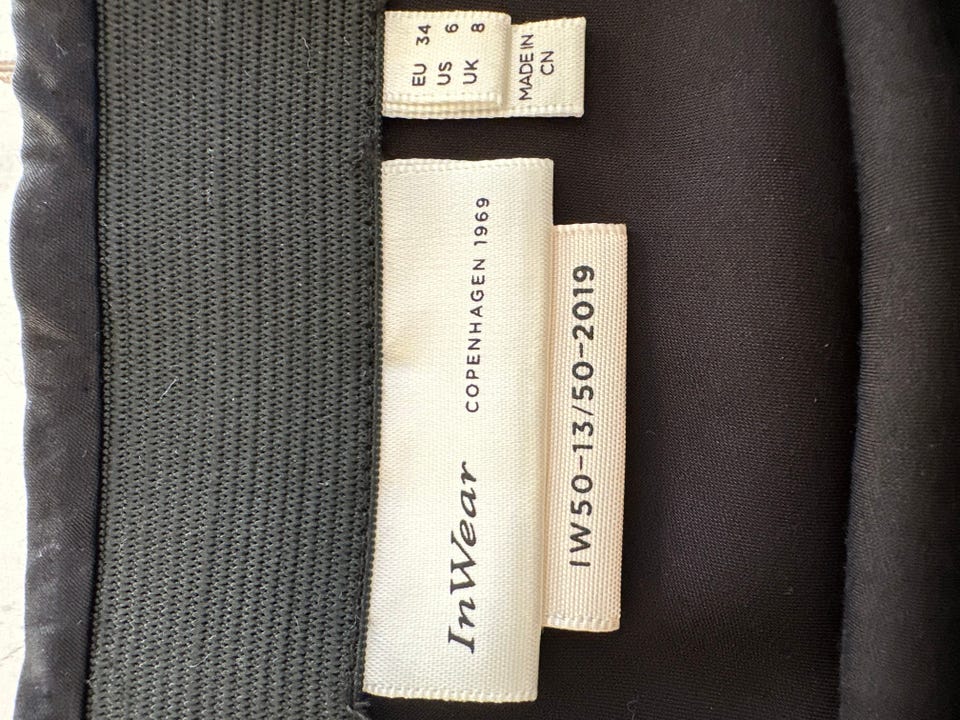 EU 34
US 6
UK 8
MADE IN
CN
InWear COPENHAGEN 1969
IW50-13/50-2019